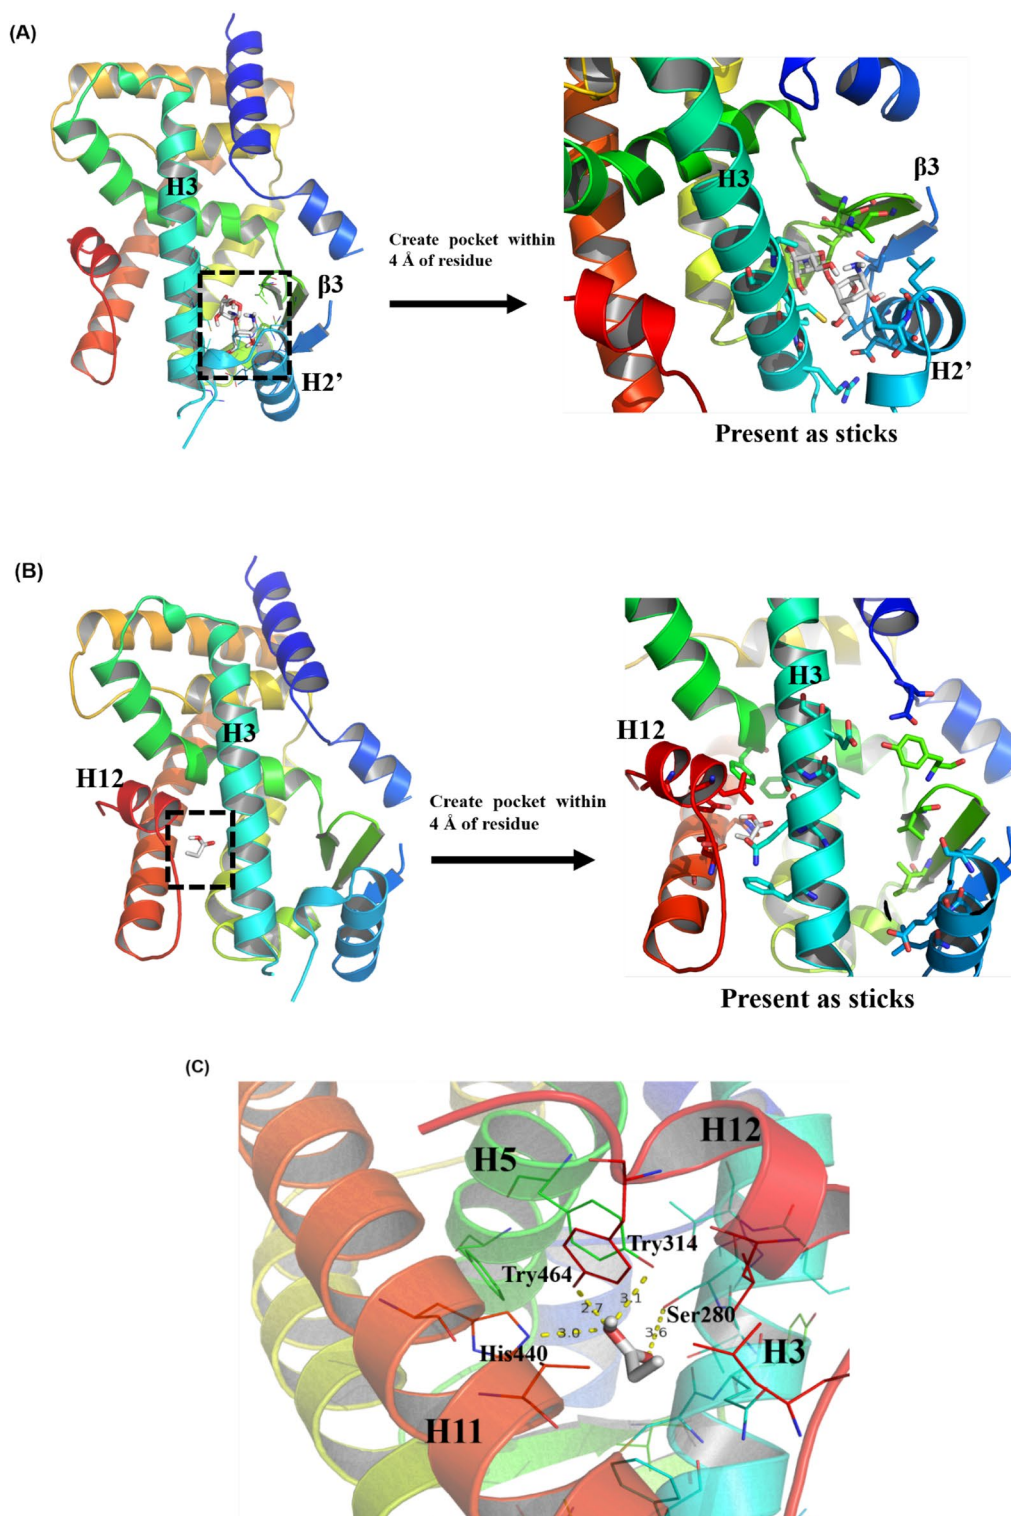 (A)
H3
β3
H2’
Create pocket within
4 Å of residue
H3
β3
H2’
Present as sticks
(B)
H3
H12
Create pocket within
4 Å of residue
H3
H12
Present as sticks
(C)
H12
H5
Try314
Try464
2.7
3.1
Ser280
3.0
3.6
His440
H3
H11